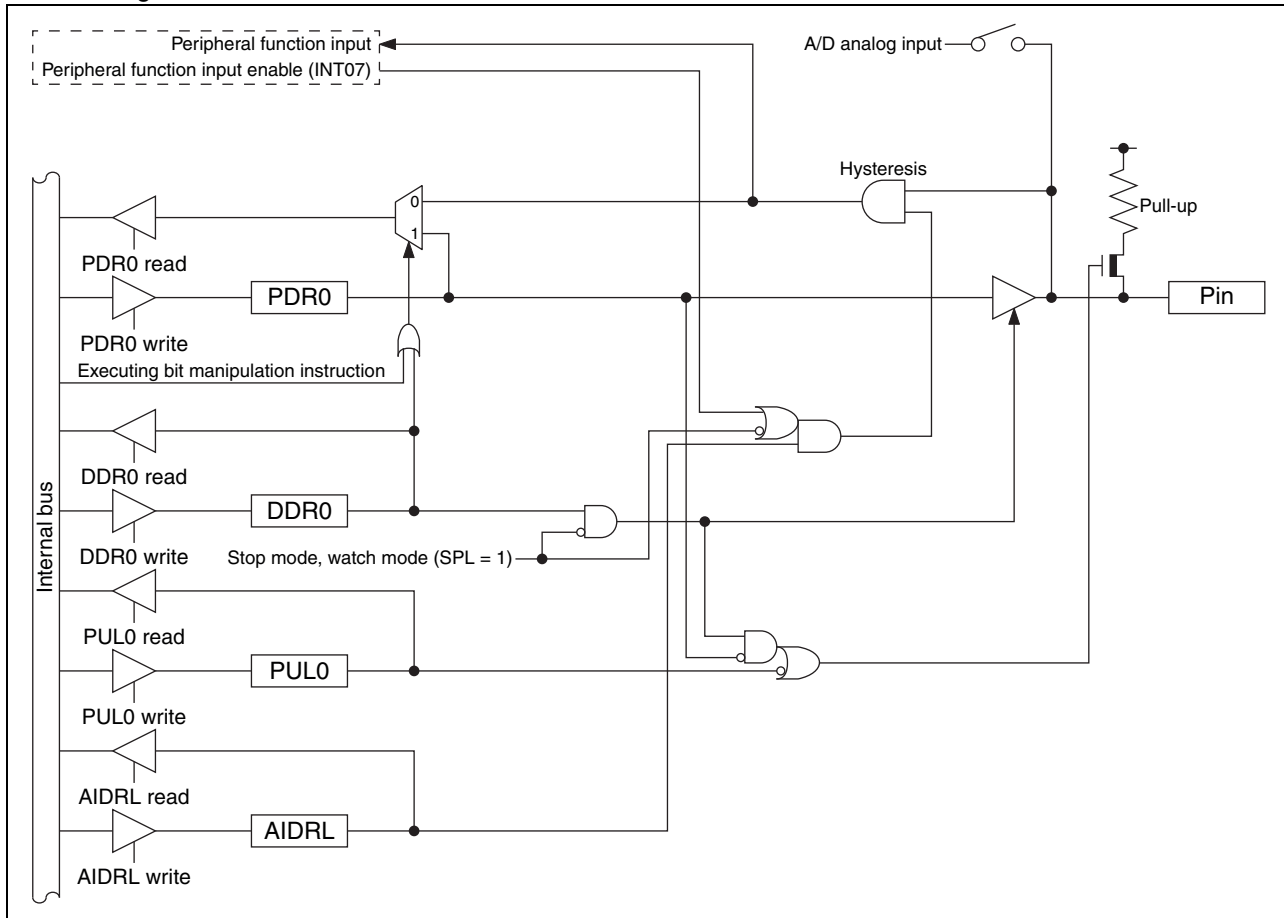 Peripheral function input
A/D analog input
Peripheral function input enable (INT07)
Hysteresis
0
Pull-up
1
PDR0 read
PDR0
Pin
PDR0 write
Executing bit manipulation instruction
DDR0 read
DDR0
DDR0 write
Stop mode, watch mode (SPL = 1)
Internal bus
PUL0 read
PUL0
PUL0 write
AIDRL read
AIDRL
AIDRL write